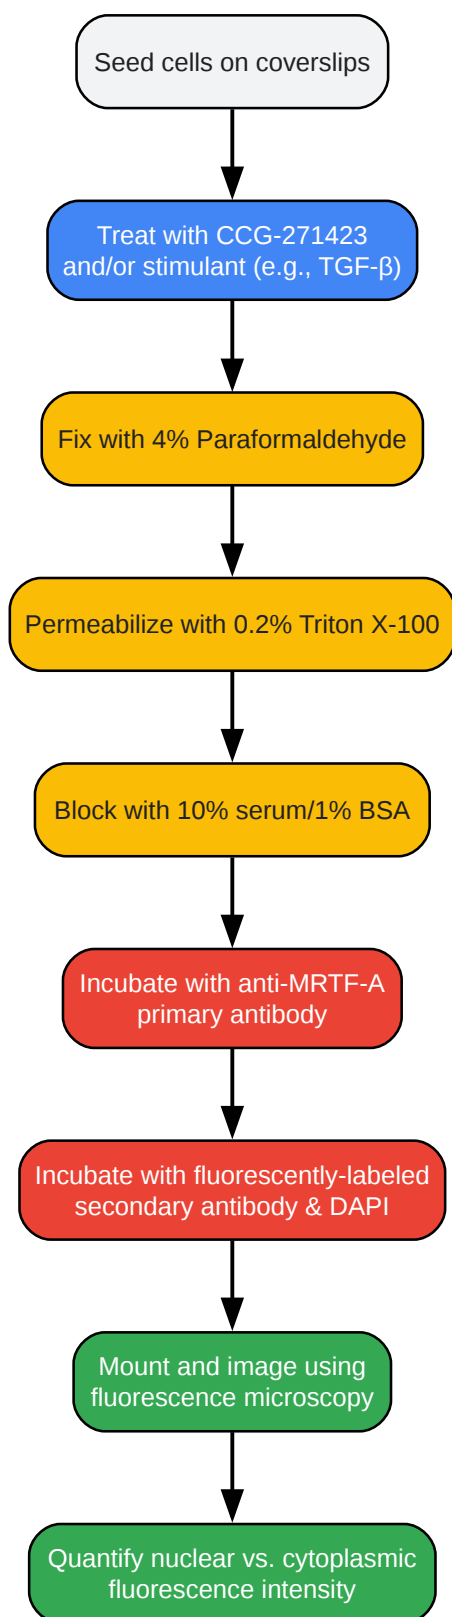 Seed cells on coverslips
Treat with CCG-271423
and/or stimulant (e.g., TGF-β)
Fix with 4% Paraformaldehyde
Permeabilize with 0.2% Triton X-100
Block with 10% serum/1% BSA
Incubate with anti-MRTF-A
primary antibody
Incubate with fluorescently-labeled
secondary antibody & DAPI
Mount and image using
fluorescence microscopy
Quantify nuclear vs. cytoplasmic
fluorescence intensity